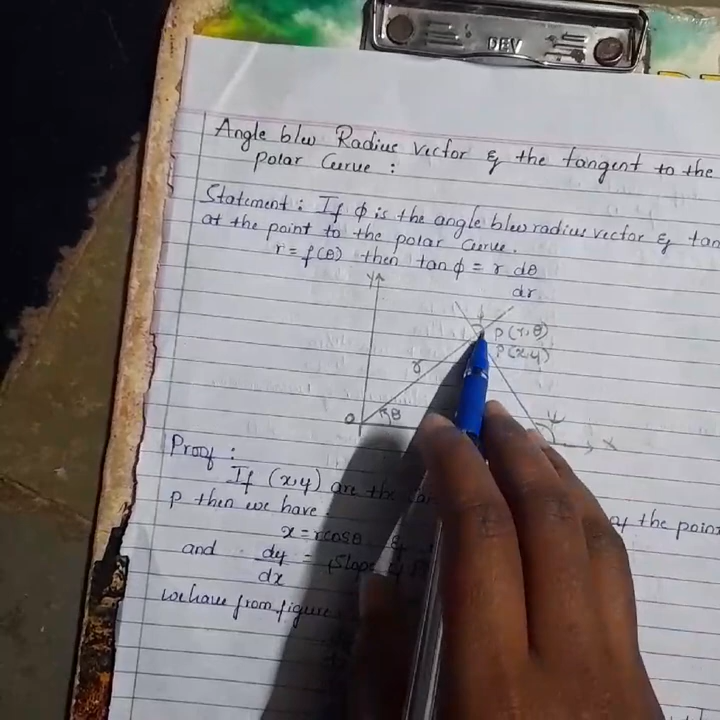 DEV
Angle b/w Radius vector & the tangent to the
polar Curve :
Statement : If ϕ is the angle b/w radius vector &
at the point to the polar curve.
r = f(θ) then tan ϕ = r dθ
dr
Y
P(r,θ)
P(x,y)
r
O θ ψ X
Proof :
If (x,y) are the
of the point
P then we have
x = rcosθ &
and dy = (Slope
dx
we have from figure